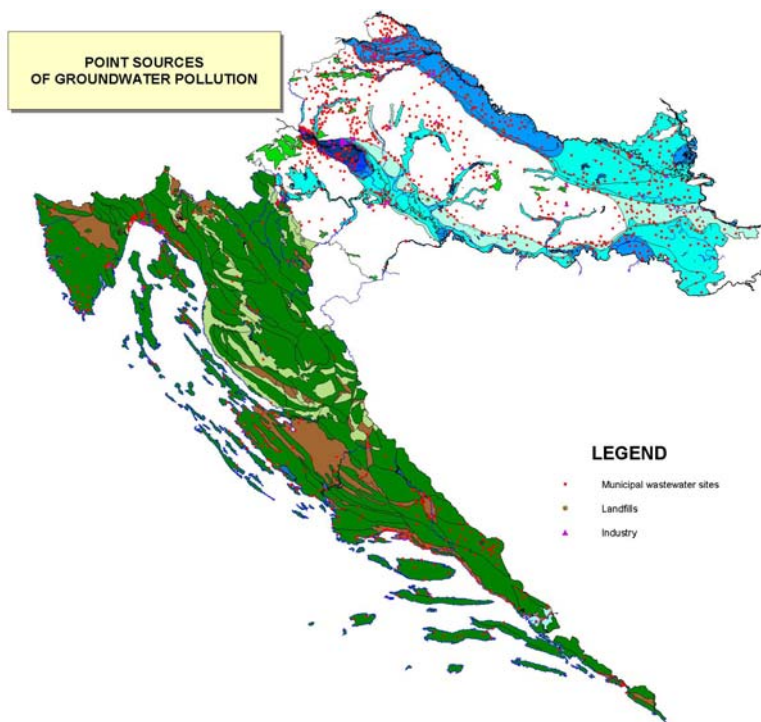 POINT SOURCES
OF GROUNDWATER POLLUTION
LEGEND
Municipal wastewater sites
Landfills
Industry